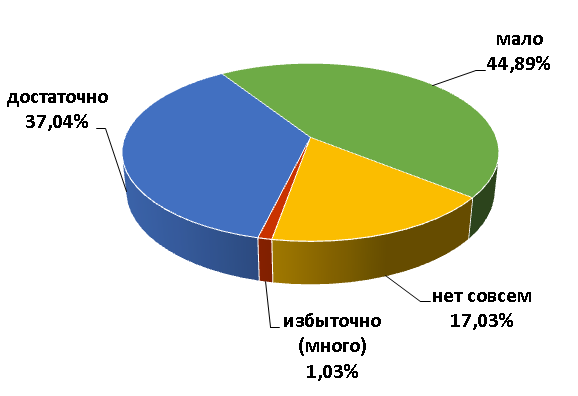 мало
44,89%
достаточно
37,04%
нет совсем
17,03%
избыточно
(много)
1,03%